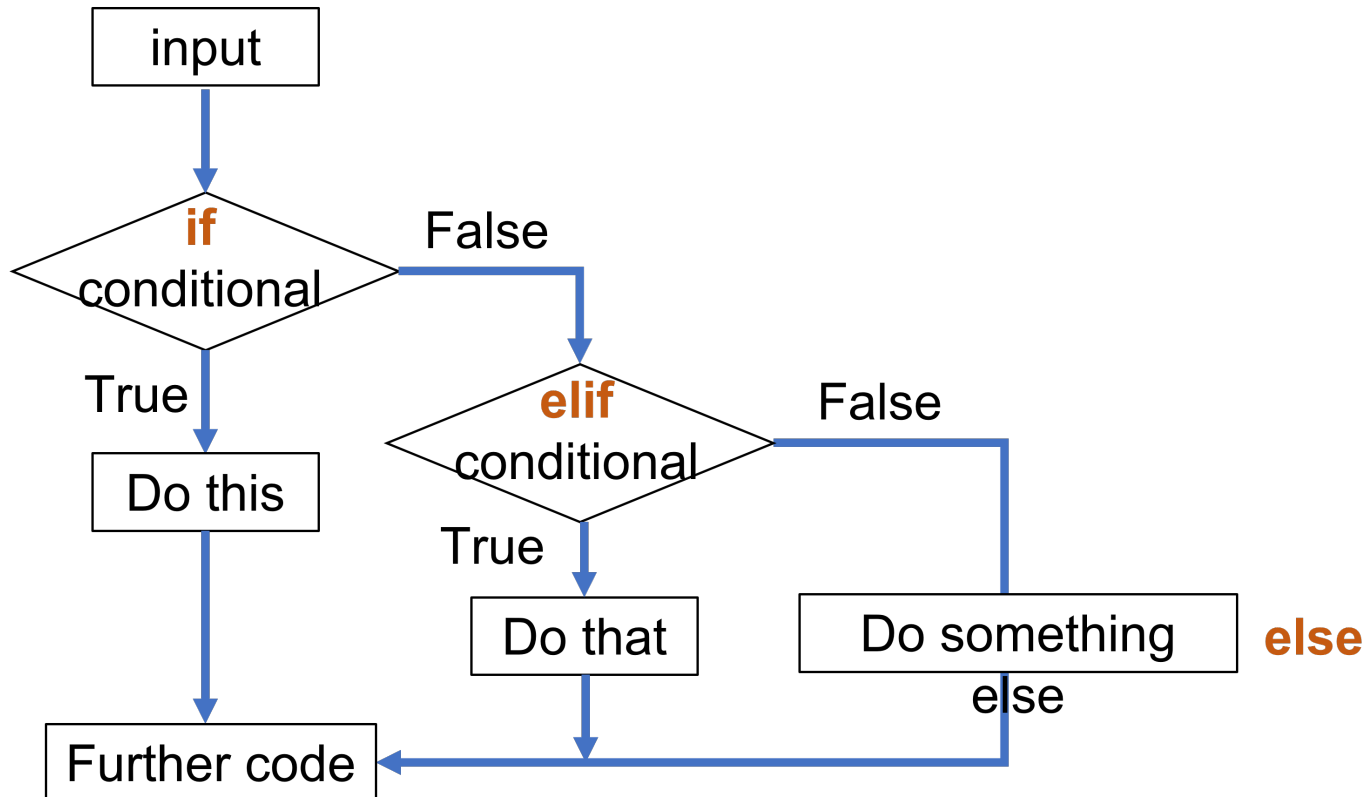 input
if
conditional
False
True
elif
conditional
False
Do this
True
Do that
Do something
else
else
Further code